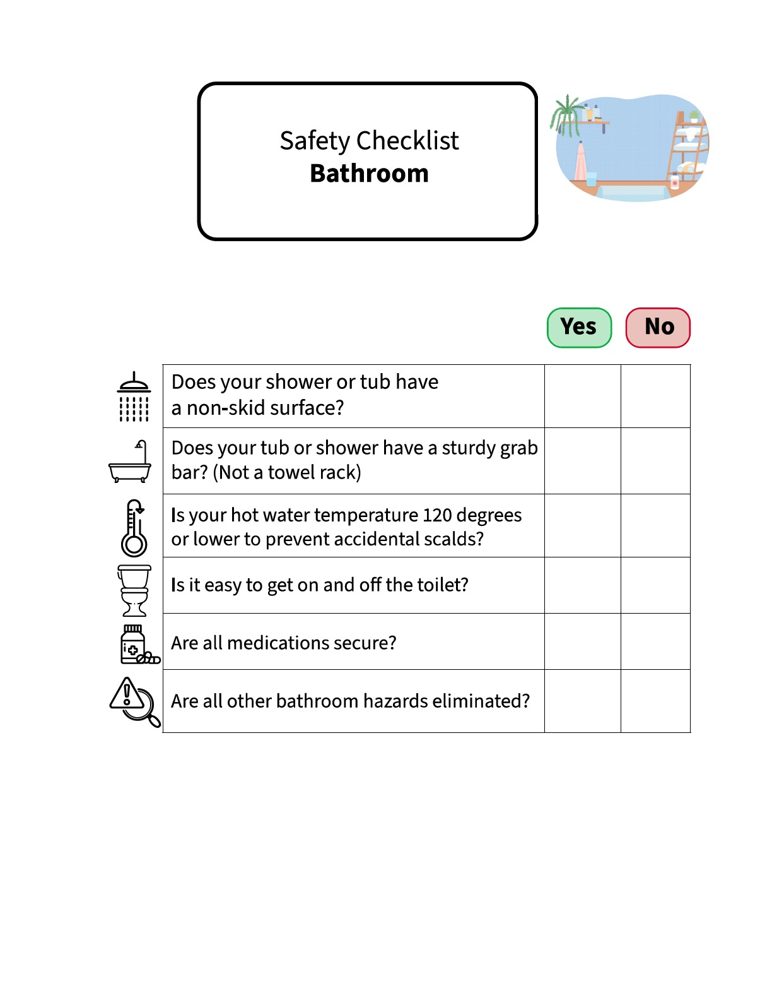 Safety Checklist
Bathroom
Yes No
Does your shower or tub have
a non-skid surface?
Does your tub or shower have a sturdy grab
bar? (Not a towel rack)
Is your hot water temperature 120 degrees
or lower to prevent accidental scalds?
Is it easy to get on and off the toilet?
Are all medications secure?
Are all other bathroom hazards eliminated?